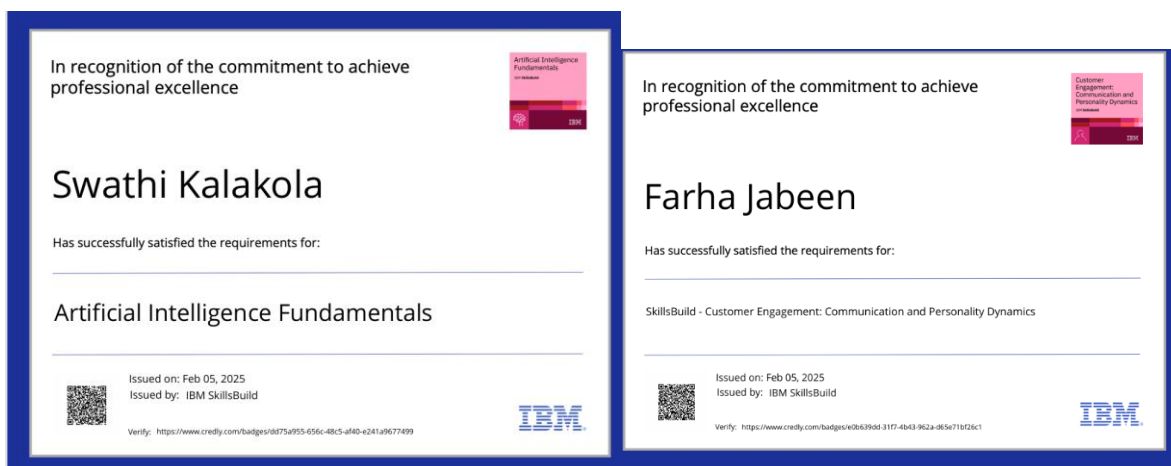 In recognition of the commitment to achieve
professional excellence
Artificial Intelligence
Fundamentals
IBM SkillsBuild
IBM
Swathi Kalakola
Has successfully satisfied the requirements for:
Artificial Intelligence Fundamentals
Issued on: Feb 05, 2025
Issued by: IBM SkillsBuild
Verify: https://www.credly.com/badges/dd75a955-656c-48c5-af40-e241a9677499
IBM
In recognition of the commitment to achieve
professional excellence
Customer
Engagement:
Communication and
Personality Dynamics
IBM SkillsBuild
IBM
Farha Jabeen
Has successfully satisfied the requirements for:
SkillsBuild - Customer Engagement: Communication and Personality Dynamics
Issued on: Feb 05, 2025
Issued by: IBM SkillsBuild
Verify: https://www.credly.com/badges/e0b639dd-31f7-4b43-962a-d65e71bf26c1
IBM